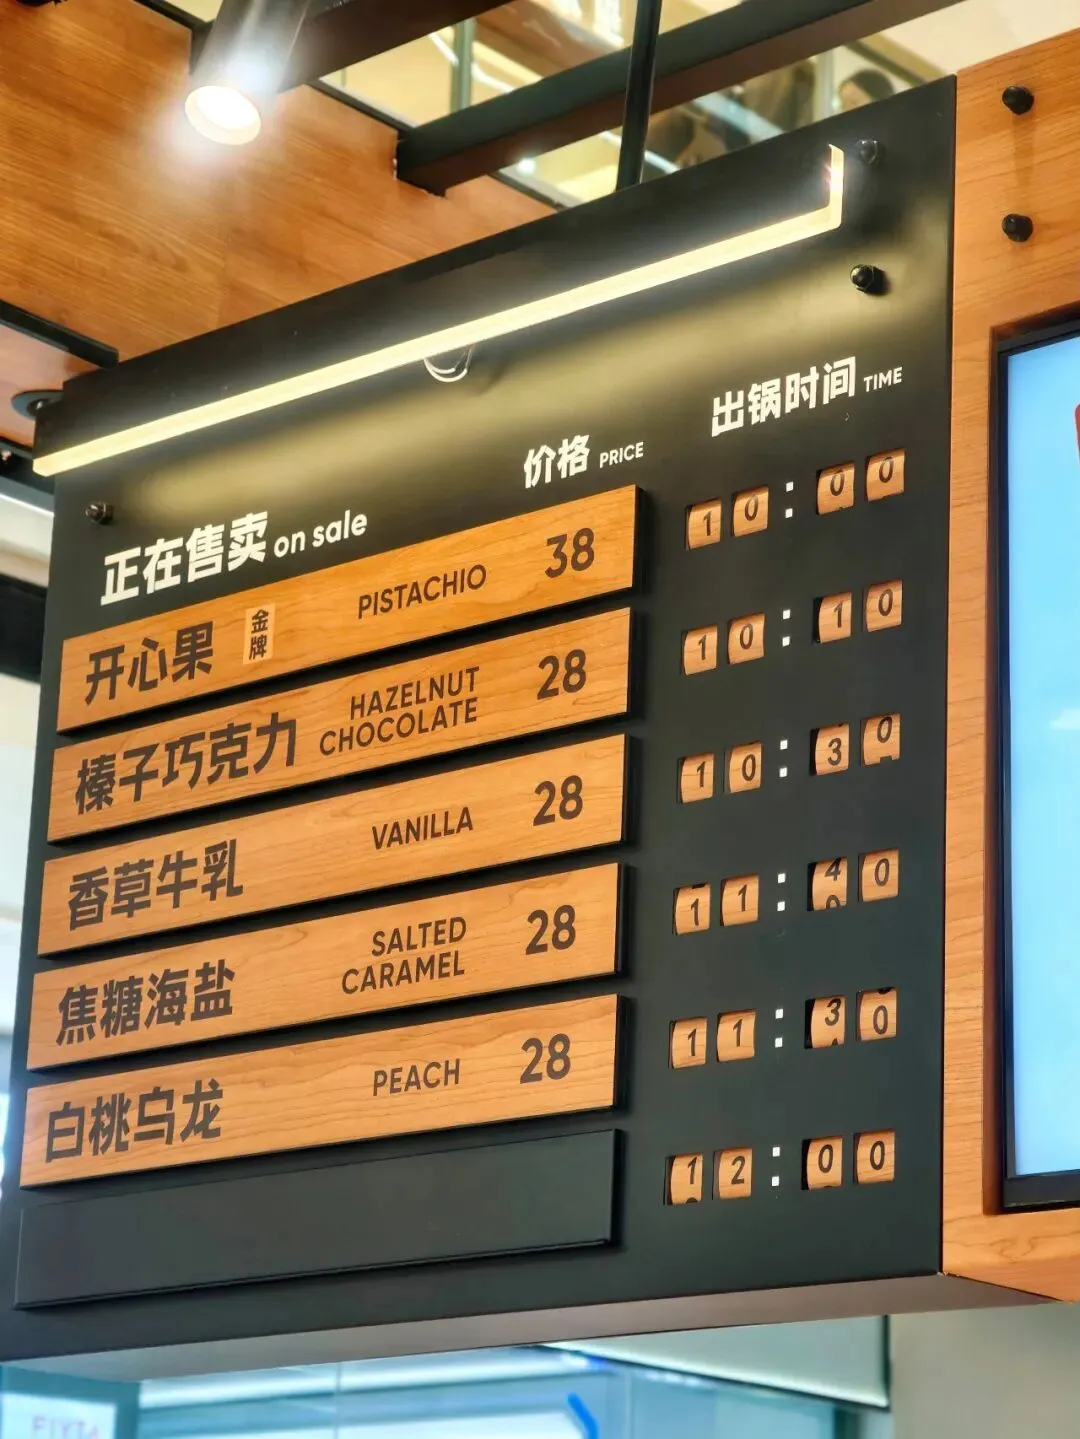 出锅时间 TIME
价格 PRICE
正在售卖 on sale
开心果 金牌 PISTACHIO 38 10:00
榛子巧克力 HAZELNUT CHOCOLATE 28 10:10
香草牛乳 VANILLA 28 10:30
焦糖海盐 SALTED CARAMEL 28 11:40
白桃乌龙 PEACH 28 11:30
12:00